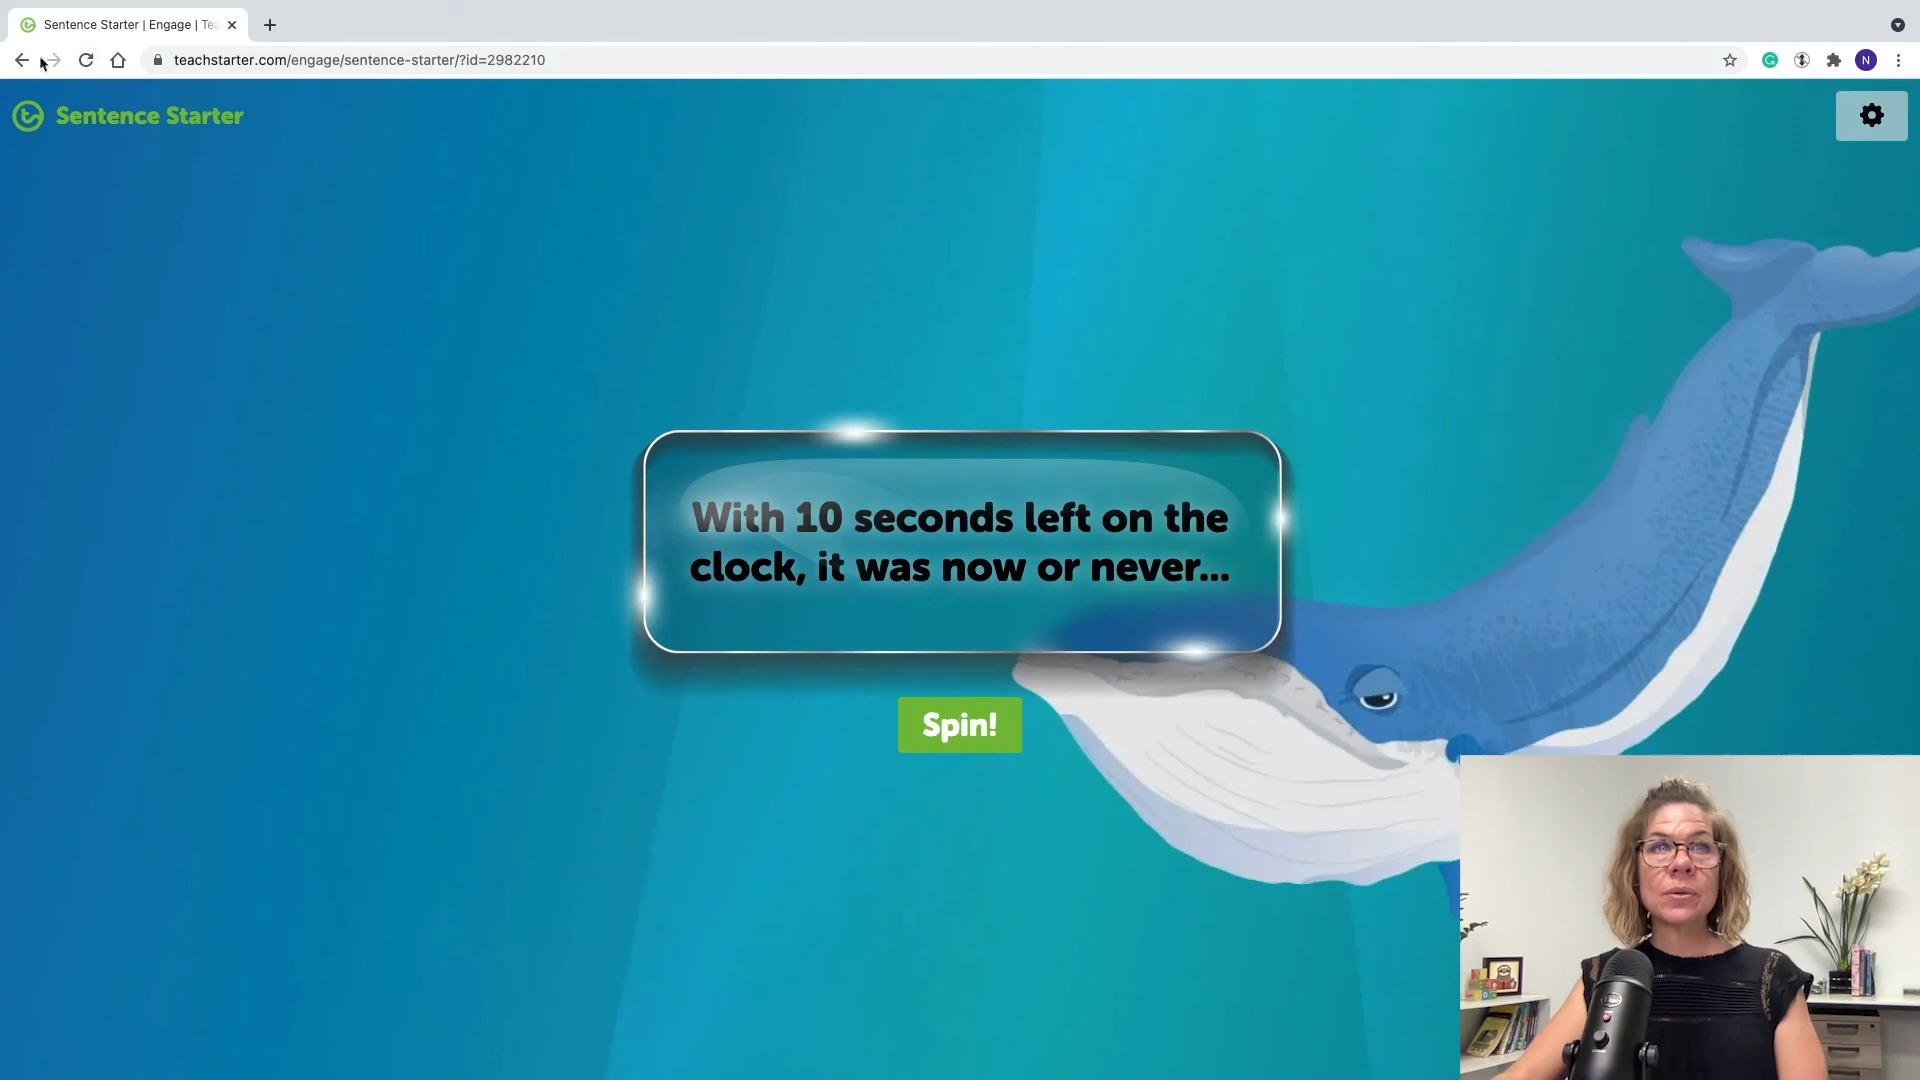 Sentence Starter | Engage | Tea
teachstarter.com/engage/sentence-starter/?id=2982210
N
Sentence Starter
With 10 seconds left on the
clock, it was now or never...
Spin!